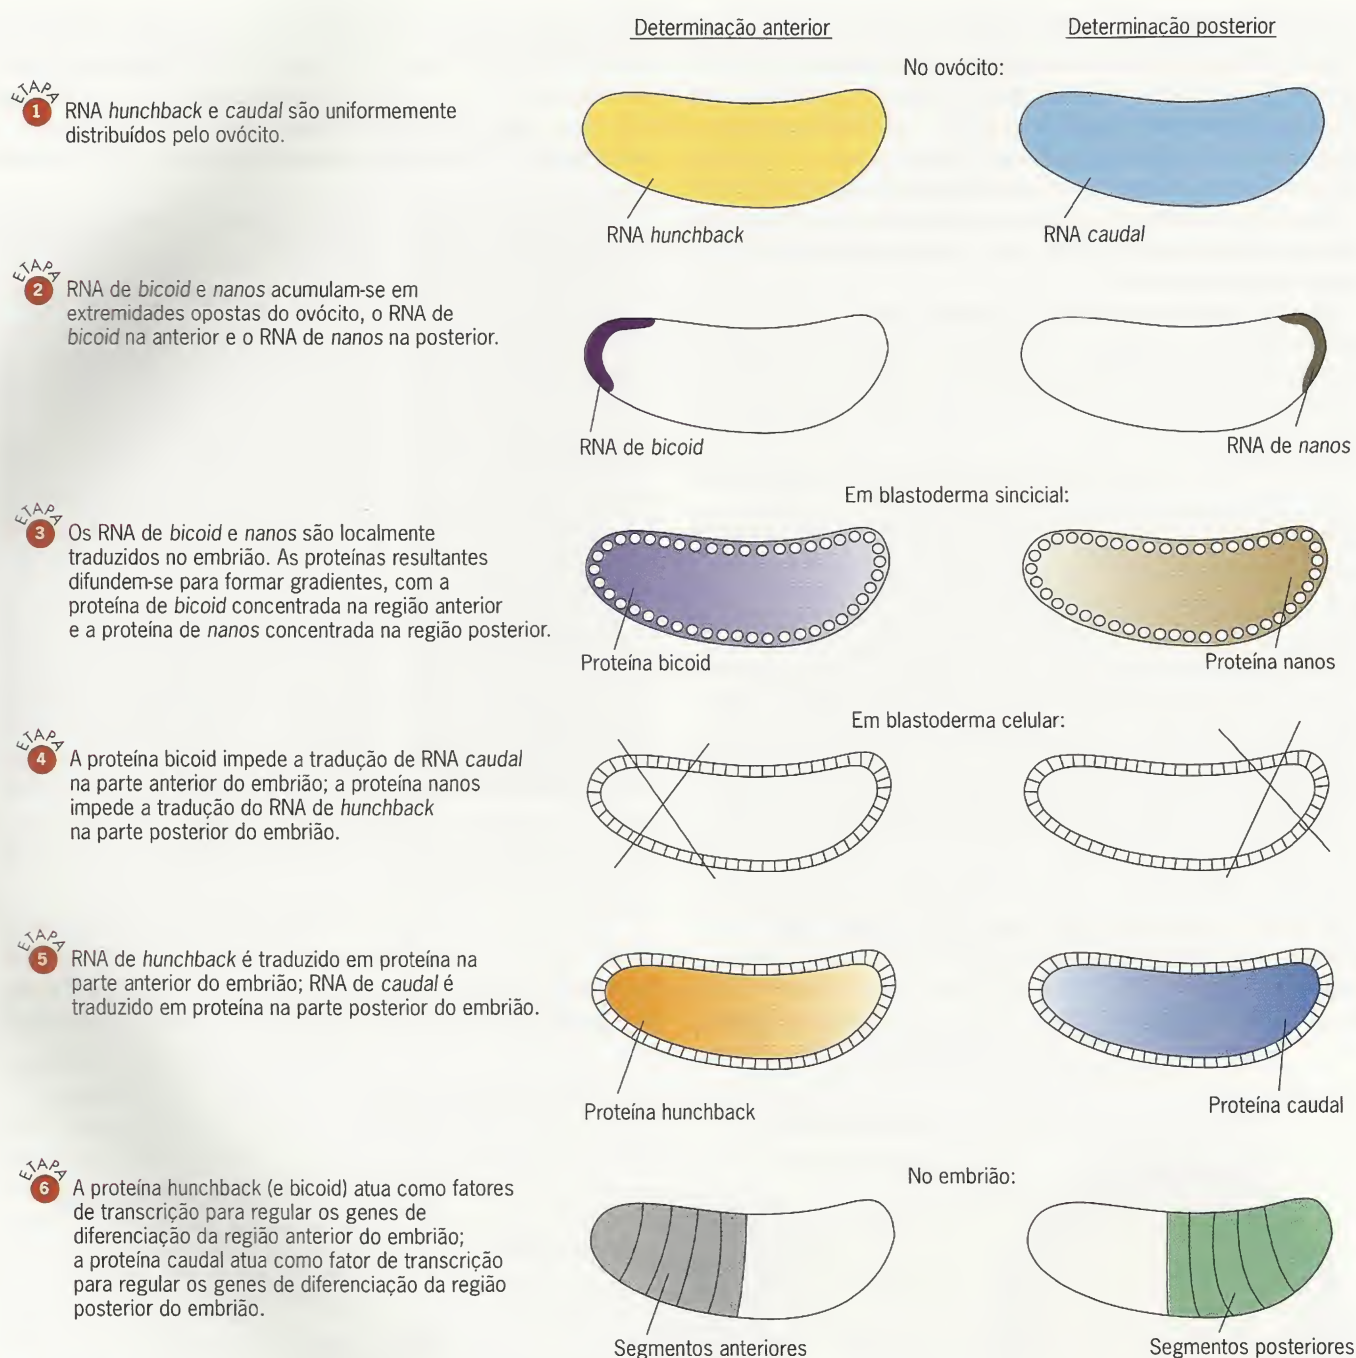 Determinação anterior
Determinação posterior
No ovócito:
ETAPA
1
RNA hunchback e caudal são uniformemente
distribuídos pelo ovócito.
RNA hunchback
RNA caudal
ETAPA
2
RNA de bicoid e nanos acumulam-se em
extremidades opostas do ovócito, o RNA de
bicoid na anterior e o RNA de nanos na posterior.
RNA de bicoid
RNA de nanos
Em blastoderma sincicial:
ETAPA
3
Os RNA de bicoid e nanos são localmente
traduzidos no embrião. As proteínas resultantes
difundem-se para formar gradientes, com a
proteína de bicoid concentrada na região anterior
e a proteína de nanos concentrada na região posterior.
Proteína bicoid
Proteína nanos
Em blastoderma celular:
ETAPA
4
A proteína bicoid impede a tradução de RNA caudal
na parte anterior do embrião; a proteína nanos
impede a tradução do RNA de hunchback
na parte posterior do embrião.
ETAPA
5
RNA de hunchback é traduzido em proteína na
parte anterior do embrião; RNA de caudal é
traduzido em proteína na parte posterior do embrião.
Proteína hunchback
Proteína caudal
No embrião:
ETAPA
6
A proteína hunchback (e bicoid) atua como fatores
de transcrição para regular os genes de
diferenciação da região anterior do embrião;
a proteína caudal atua como fator de transcrição
para regular os genes de diferenciação da região
posterior do embrião.
Segmentos anteriores
Segmentos posteriores